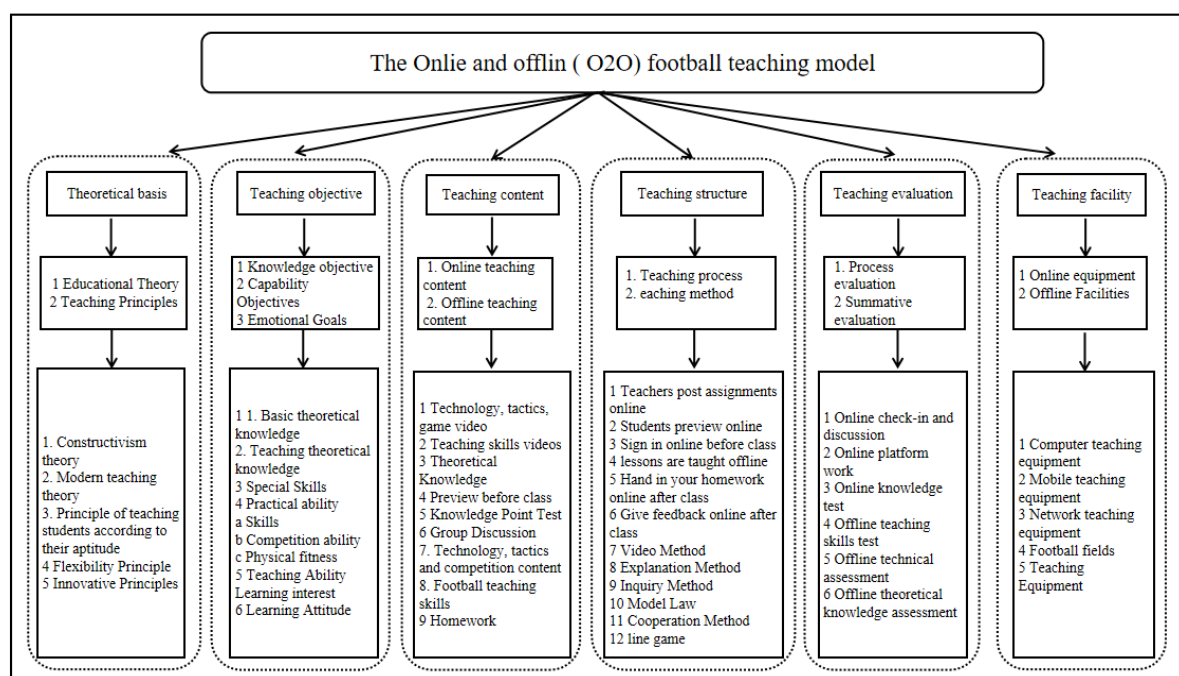 The Onlie and offlin ( O2O) football teaching model
Theoretical basis
1 Educational Theory
2 Teaching Principles
1. Constructivism
theory
2. Modern teaching
theory
3. Principle of teaching
students according to
their aptitude
4 Flexibility Principle
5 Innovative Principles
Teaching objective
1 Knowledge objective
2 Capability
Objectives
3 Emotional Goals
1 1. Basic theoretical
knowledge
2. Teaching theoretical
knowledge
3 Special Skills
4 Practical ability
a Skills
b Competition ability
c Physical fitness
5 Teaching Ability
Learning interest
6 Learning Attitude
Teaching content
1. Online teaching
content
2. Offline teaching
content
1 Technology, tactics,
game video
2 Teaching skills videos
3 Theoretical
Knowledge
4 Preview before class
5 Knowledge Point Test
6 Group Discussion
7. Technology, tactics
and competition content
8. Football teaching
skills
9 Homework
Teaching structure
1. Teaching process
2. eaching method
1 Teachers post assignments
online
2 Students preview online
3 Sign in online before class
4 lessons are taught offline
5 Hand in your homework
online after class
6 Give feedback online after
class
7 Video Method
8 Explanation Method
9 Inquiry Method
10 Model Law
11 Cooperation Method
12 line game
Teaching evaluation
1. Process
evaluation
2 Summative
evaluation
1 Online check-in and
discussion
2 Online platform
work
3 Online knowledge
test
4 Offline teaching
skills test
5 Offline technical
assessment
6 Offline theoretical
knowledge assessment
Teaching facility
1 Online equipment
2 Offline Facilities
1 Computer teaching
equipment
2 Mobile teaching
equipment
3 Network teaching
equipment
4 Football fields
5 Teaching
Equipment